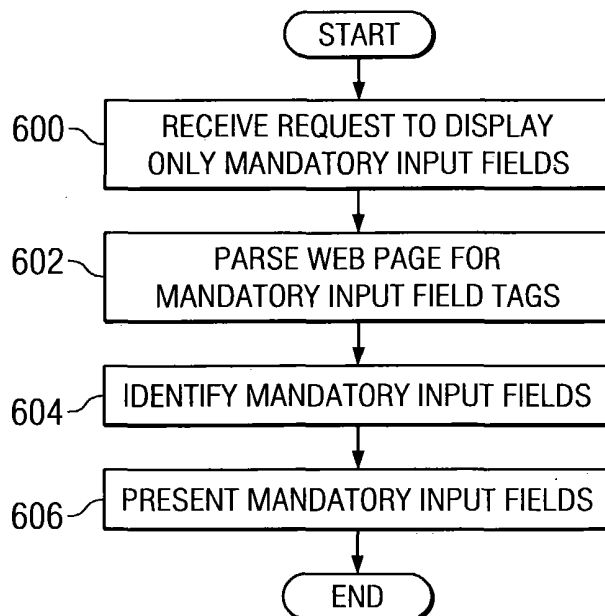 START
600
RECEIVE REQUEST TO DISPLAY
ONLY MANDATORY INPUT FIELDS
602
PARSE WEB PAGE FOR
MANDATORY INPUT FIELD TAGS
604
IDENTIFY MANDATORY INPUT FIELDS
606
PRESENT MANDATORY INPUT FIELDS
END